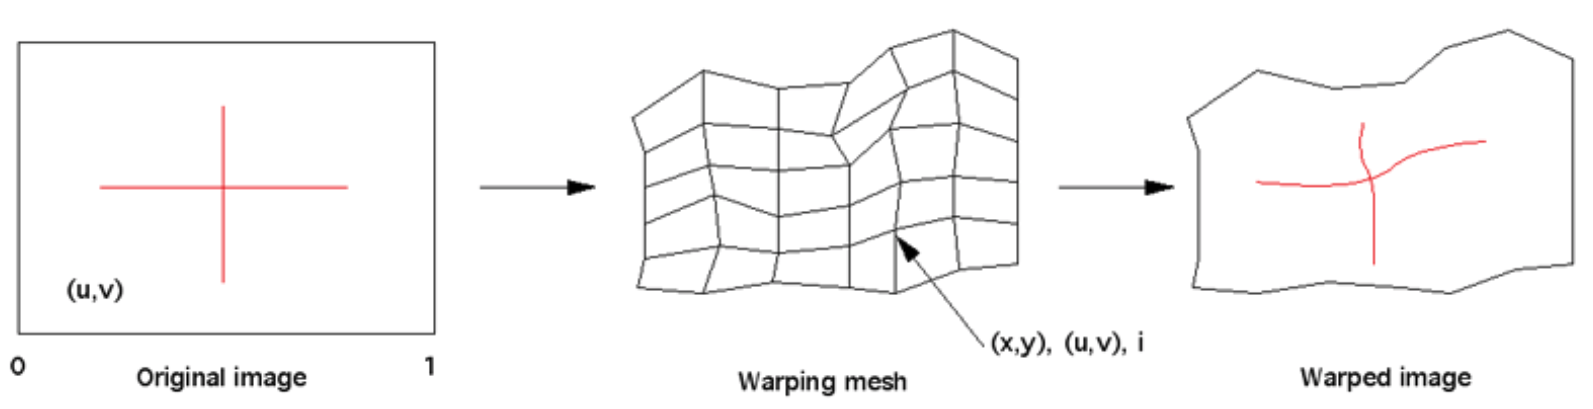 (u,v)
0
1
Original image
(x,y), (u,v), i
Warping mesh
Warped image